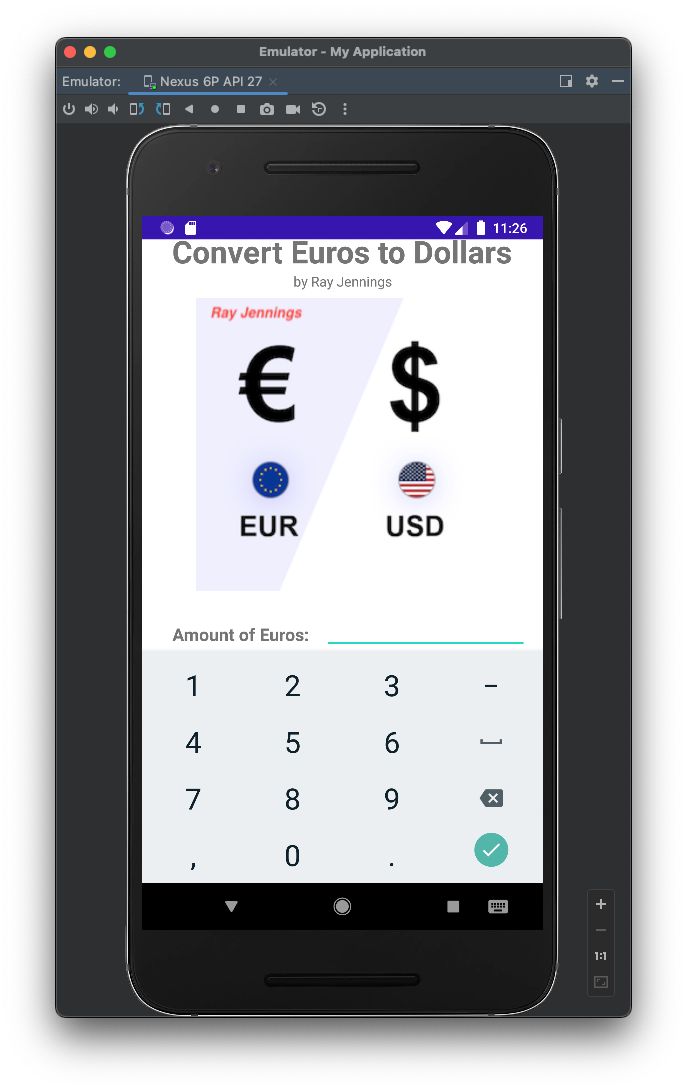 Emulator - My Application
Emulator: Nexus 6P API 27
11:26
Convert Euros to Dollars
by Ray Jennings
Ray Jennings
€ $
EUR USD
Amount of Euros:
1 2 3 –
4 5 6
7 8 9
, 0 .
1:1